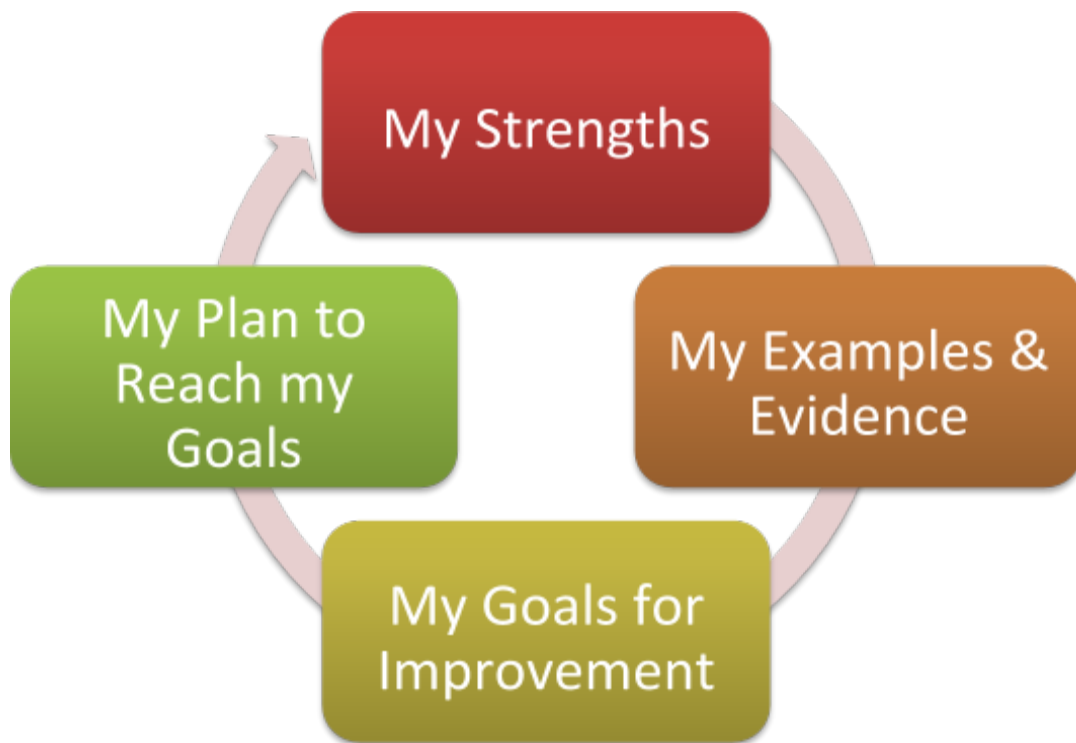 My Strengths
My Examples &
Evidence
My Goals for
Improvement
My Plan to
Reach my
Goals